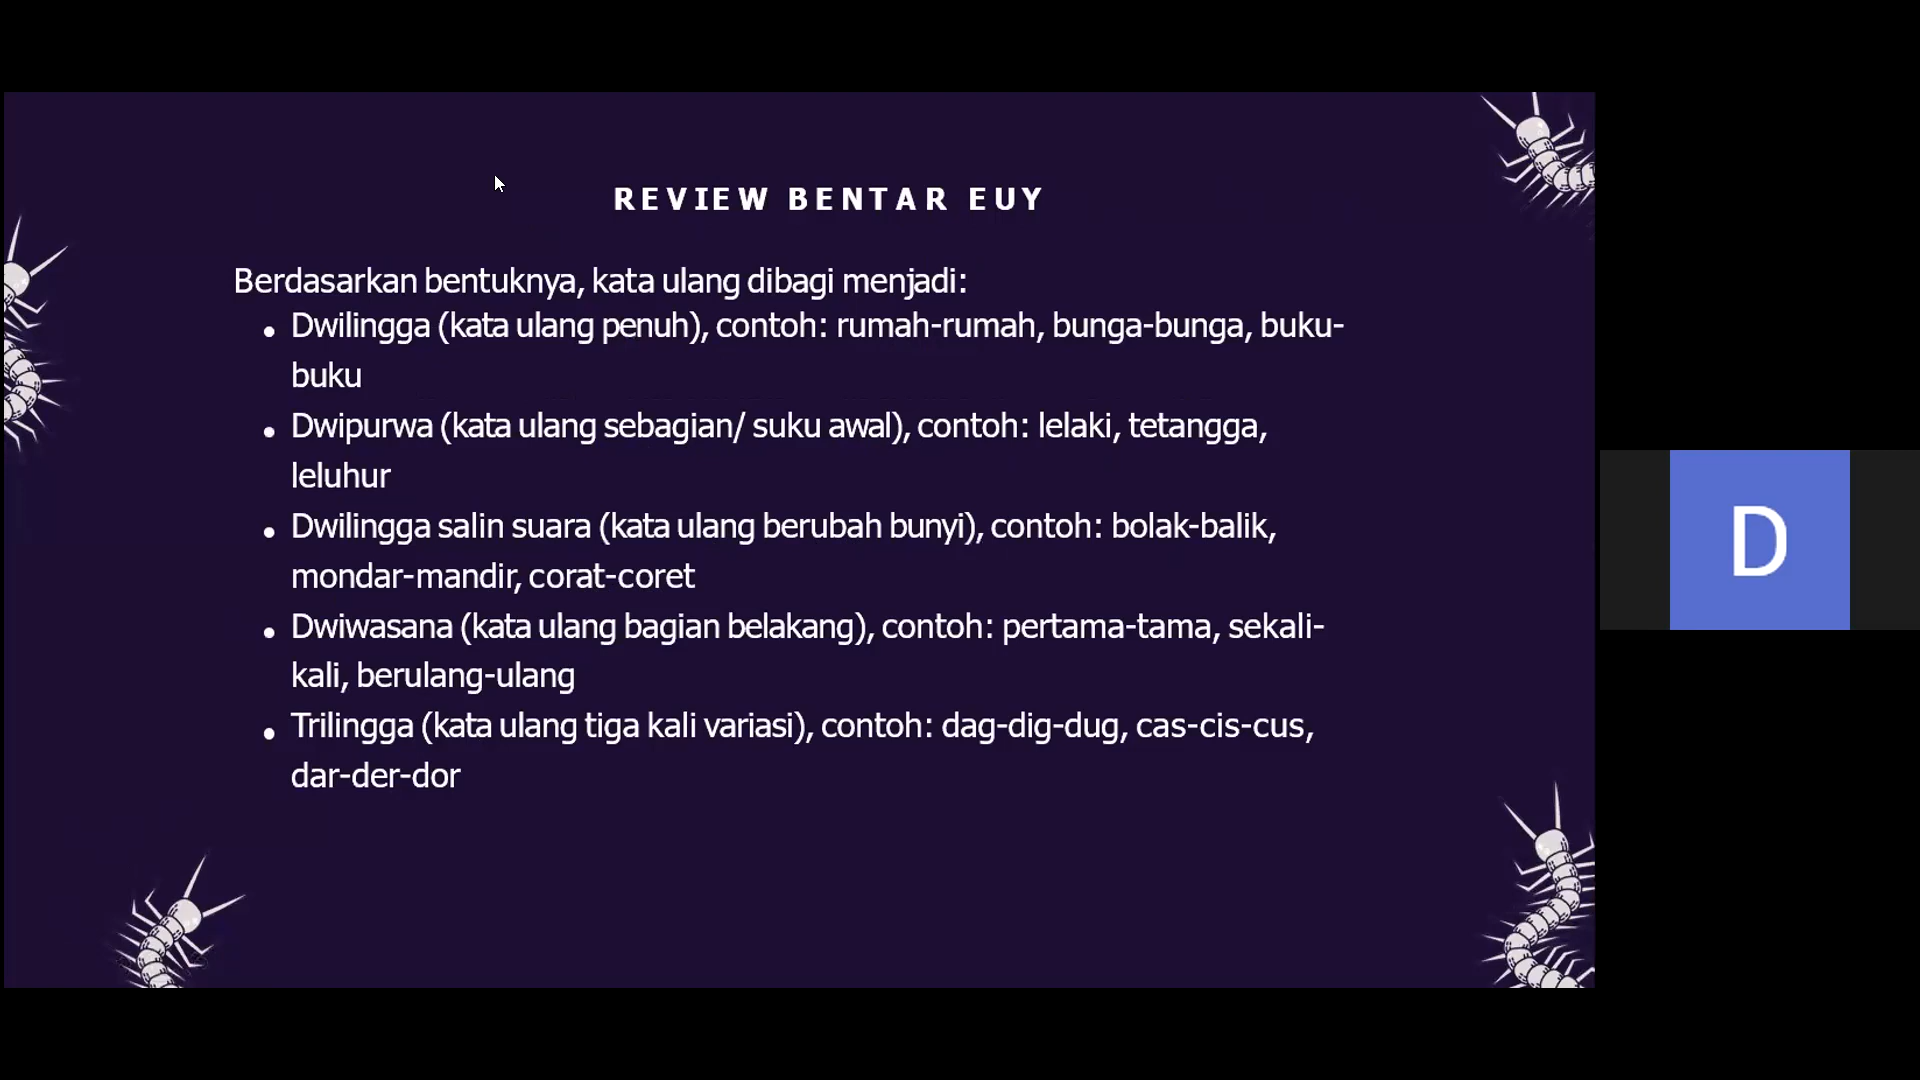 REVIEW BENTAR EUY
Berdasarkan bentuknya, kata ulang dibagi menjadi:
• Dwilingga (kata ulang penuh), contoh: rumah-rumah, bunga-bunga, buku-
buku
• Dwipurwa (kata ulang sebagian/ suku awal), contoh: lelaki, tetangga,
leluhur
• Dwilingga salin suara (kata ulang berubah bunyi), contoh: bolak-balik,
mondar-mandir, corat-coret
• Dwiwasana (kata ulang bagian belakang), contoh: pertama-tama, sekali-
kali, berulang-ulang
• Trilingga (kata ulang tiga kali variasi), contoh: dag-dig-dug, cas-cis-cus,
dar-der-dor
D